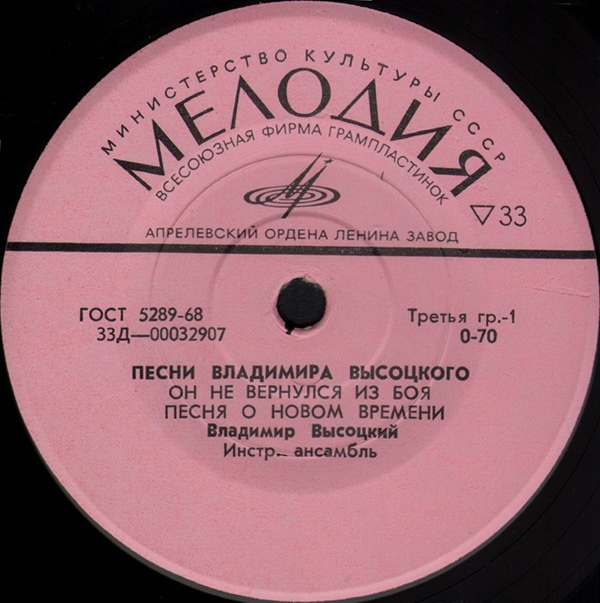 МИНИСТЕРСТВО КУЛЬТУРЫ СССР
МЕЛОДИЯ
ВСЕСОЮЗНАЯ ФИРМА ГРАМПЛАСТИНОК
▽33
АПРЕЛЕВСКИЙ ОРДЕНА ЛЕНИНА ЗАВОД
ГОСТ 5289-68
Третья гр.-1
33Д—00032907
0-70
ПЕСНИ ВЛАДИМИРА ВЫСОЦКОГО
ОН НЕ ВЕРНУЛСЯ ИЗ БОЯ
ПЕСНЯ О НОВОМ ВРЕМЕНИ
Владимир Высоцкий
Инстр. ансамбль